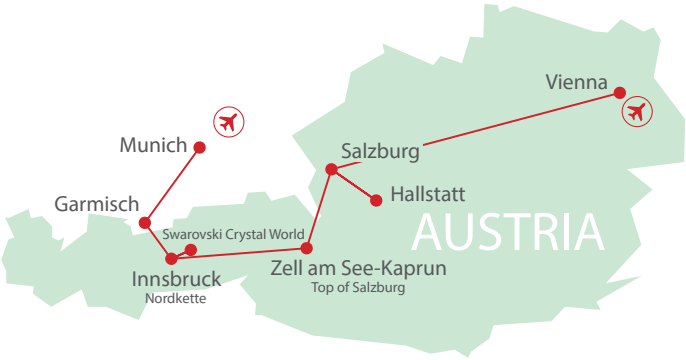 Vienna
Munich
Salzburg
Garmisch
Hallstatt
AUSTRIA
Swarovski Crystal World
Innsbruck
Nordkette
Zell am See-Kaprun
Top of Salzburg